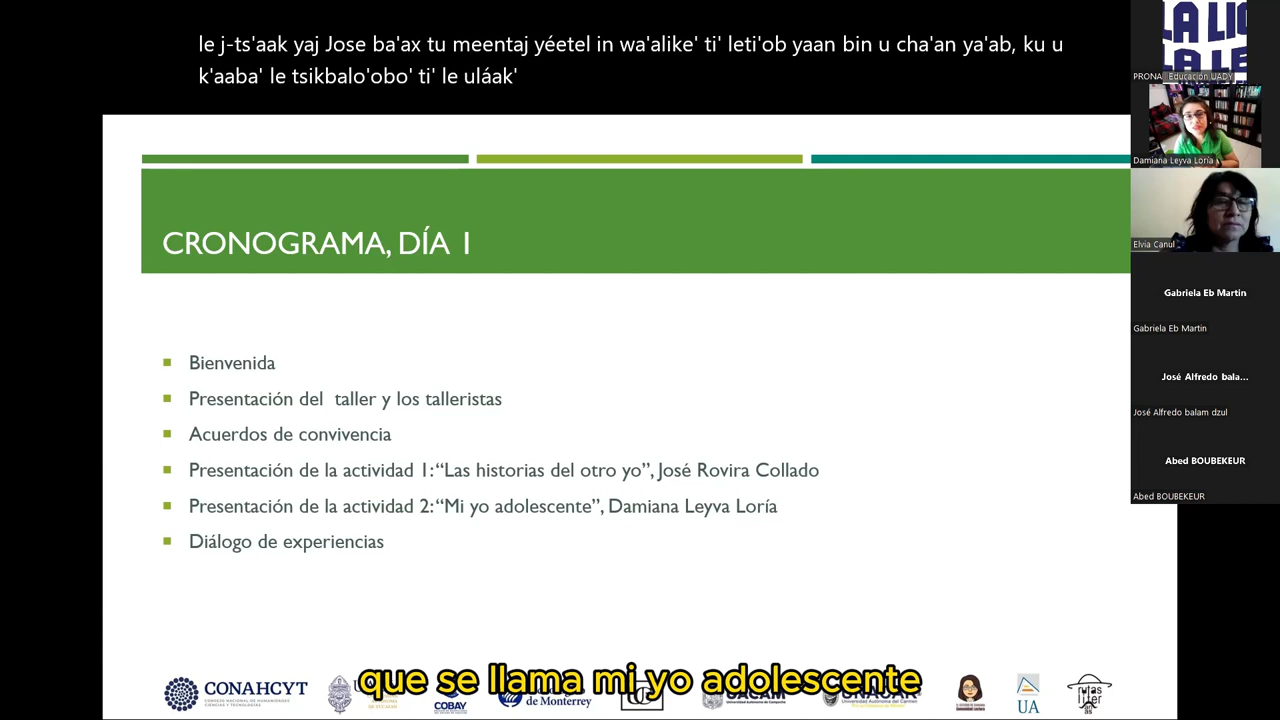 le j-ts'aak yaj Jose ba'ax tu meentaj yéetel in wa'alike' ti' leti'ob yaan bin u cha'an ya'ab, ku u
k'aaba' le tsikbalo'obo' ti' le uláak'
PRONA
Educación UADY
Damiana Leyva Loría
Elvia Canul
Gabriela Eb Martin
Gabriela Eb Martin
José Alfredo bala...
José Alfredo balam dzul
Abed BOUBEKEUR
Abed BOUBEKEUR
CRONOGRAMA, DÍA 1
Bienvenida
Presentación del taller y los talleristas
Acuerdos de convivencia
Presentación de la actividad 1: “Las historias del otro yo”, José Rovira Collado
Presentación de la actividad 2: “Mi yo adolescente”, Damiana Leyva Loría
Diálogo de experiencias
que se llama mi yo adolescente
CONAHCYT
COBAY
de Monterrey
UA